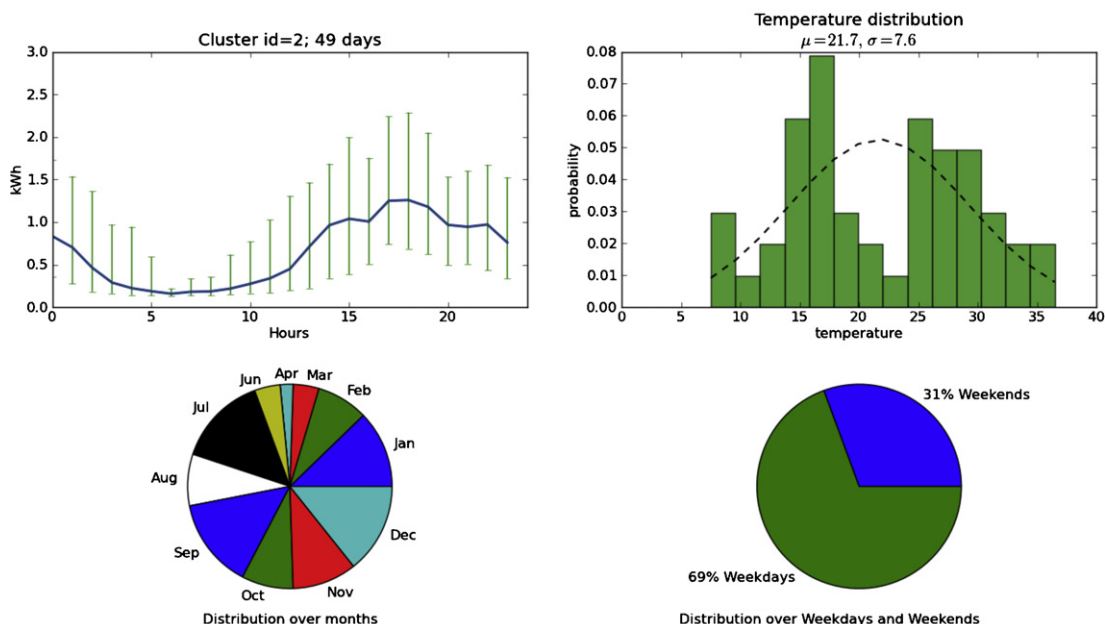 Cluster id=2; 49 days
3.0
2.5
2.0
1.5
1.0
0.5
0.0
kWh
0 5 10 15 20
Hours
Temperature distribution
μ=21.7, σ=7.6
0.08
0.07
0.06
0.05
0.04
0.03
0.02
0.01
0.00
probability
0 5 10 15 20 25 30 35 40
temperature
Jan
Feb
Mar
Apr
Jun
Jul
Aug
Sep
Oct
Nov
Dec
Distribution over months
31% Weekends
69% Weekdays
Distribution over Weekdays and Weekends